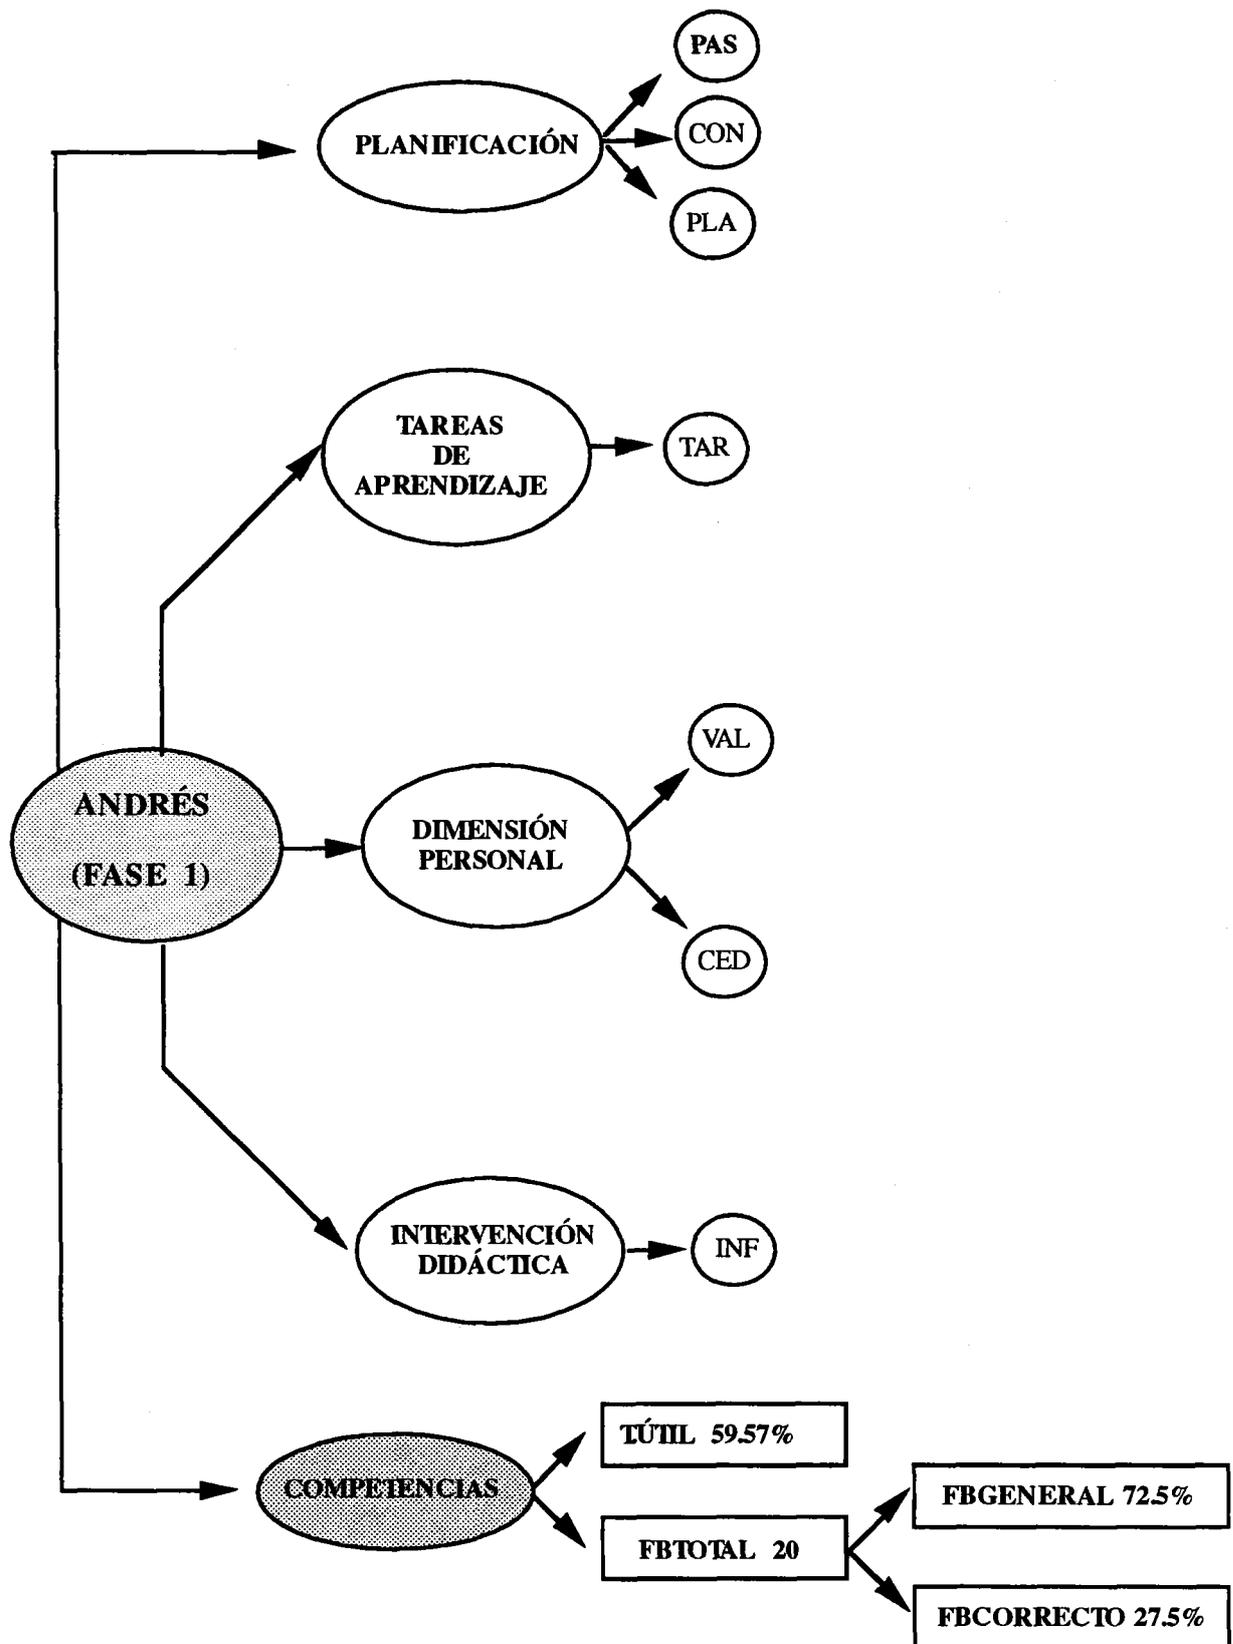 PAS
PLANIFICACIÓN
CON
PLA
TAREAS
DE
APRENDIZAJE
TAR
VAL
ANDRÉS
(FASE 1)
DIMENSIÓN
PERSONAL
CED
INTERVENCIÓN
DIDÁCTICA
INF
T.ÚTIL 59.57%
COMPETENCIAS
FBGENERAL 72.5%
FBTOTAL 20
FBCORRECTO 27.5%